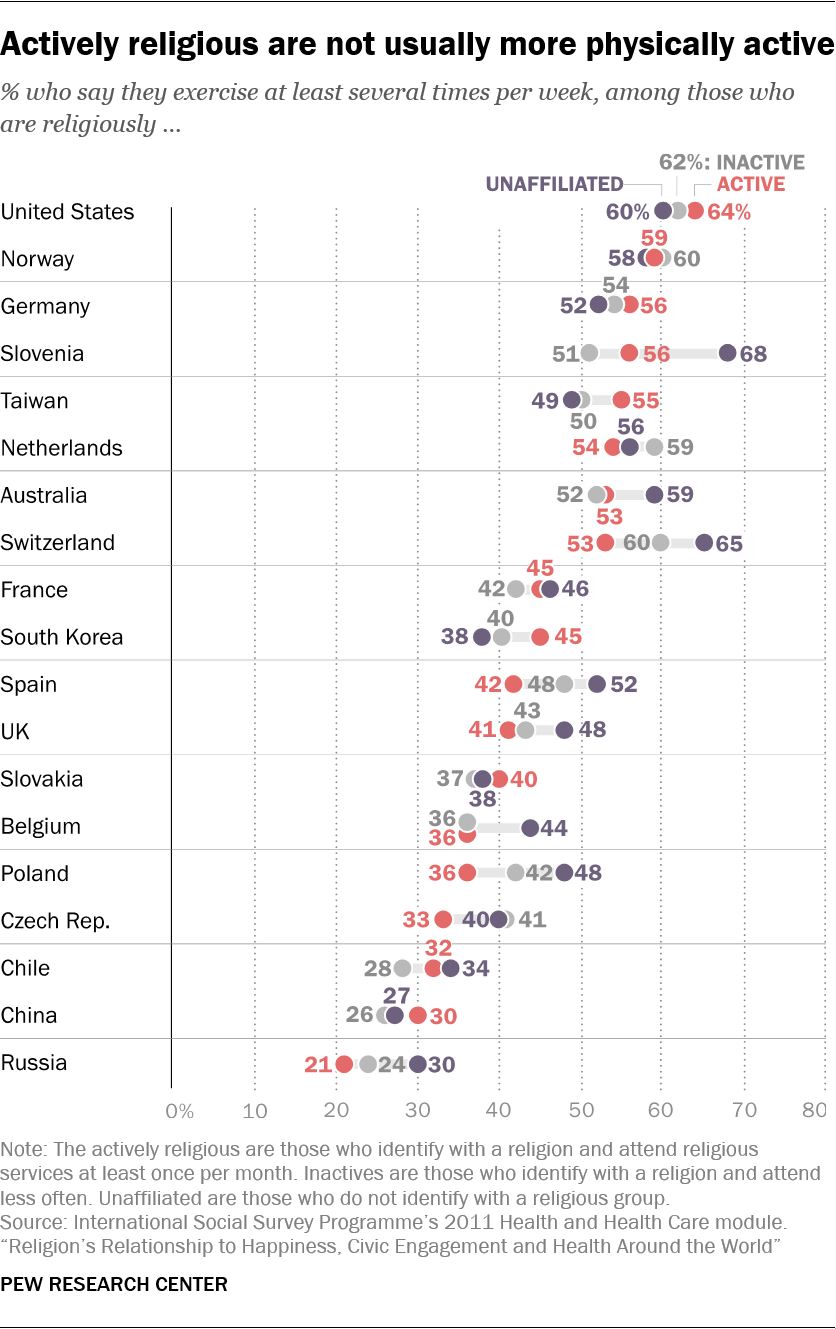 Actively religious are not usually more physically active
% who say they exercise at least several times per week, among those who
are religiously ...
62%: INACTIVE
UNAFFILIATED ACTIVE
United States 60% 64%
59
Norway 58 60
54
Germany 52 56
Slovenia 51 56 68
Taiwan 49 55
50 56
Netherlands 54 59
Australia 52 59
53
Switzerland 53 60 65
45
France 42 46
40
South Korea 38 45
Spain 42 48 52
43
UK 41 48
Slovakia 37 40
38
36
Belgium 44
36
Poland 36 42 48
Czech Rep. 33 40 41
32
Chile 28 34
27
China 26 30
Russia 21 24 30
0% 10 20 30 40 50 60 70 80
Note: The actively religious are those who identify with a religion and attend religious
services at least once per month. Inactives are those who identify with a religion and attend
less often. Unaffiliated are those who do not identify with a religious group.
Source: International Social Survey Programme’s 2011 Health and Health Care module.
“Religion’s Relationship to Happiness, Civic Engagement and Health Around the World”
PEW RESEARCH CENTER